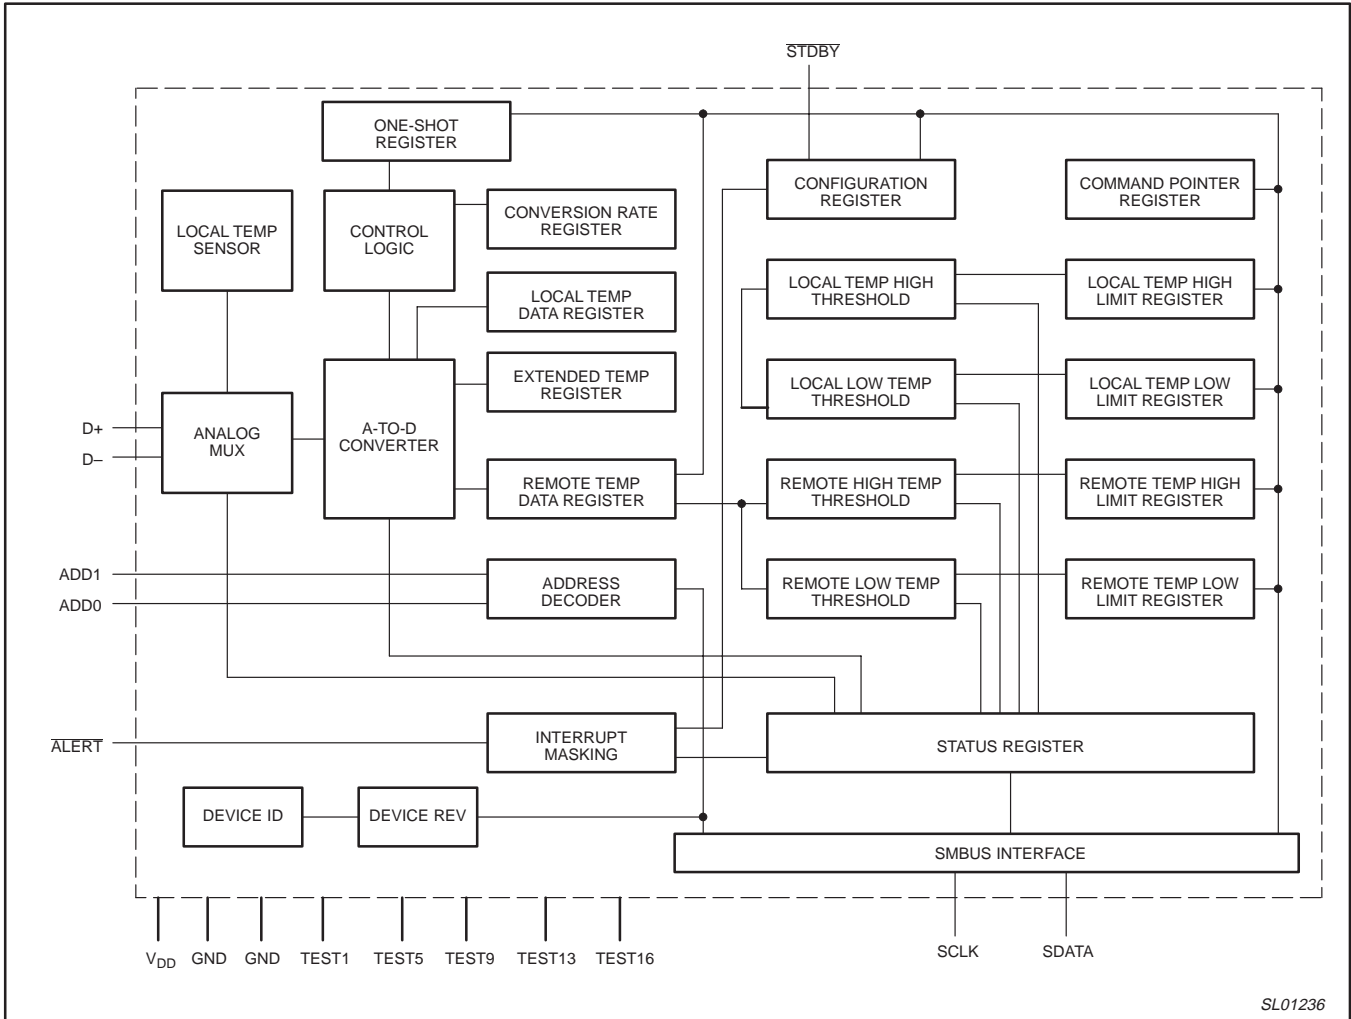 STDBY
ONE-SHOT
REGISTER
CONFIGURATION
REGISTER
COMMAND POINTER
REGISTER
LOCAL TEMP
SENSOR
CONTROL
LOGIC
CONVERSION RATE
REGISTER
LOCAL TEMP HIGH
THRESHOLD
LOCAL TEMP HIGH
LIMIT REGISTER
LOCAL TEMP
DATA REGISTER
EXTENDED TEMP
REGISTER
LOCAL LOW TEMP
THRESHOLD
LOCAL TEMP LOW
LIMIT REGISTER
D+
D–
ANALOG
MUX
A-TO-D
CONVERTER
REMOTE TEMP
DATA REGISTER
REMOTE HIGH TEMP
THRESHOLD
REMOTE TEMP HIGH
LIMIT REGISTER
ADD1
ADD0
ADDRESS
DECODER
REMOTE LOW TEMP
THRESHOLD
REMOTE TEMP LOW
LIMIT REGISTER
ALERT
INTERRUPT
MASKING
STATUS REGISTER
DEVICE ID
DEVICE REV
SMBUS INTERFACE
VDD GND GND TEST1 TEST5 TEST9 TEST13 TEST16
SCLK SDATA
SL01236